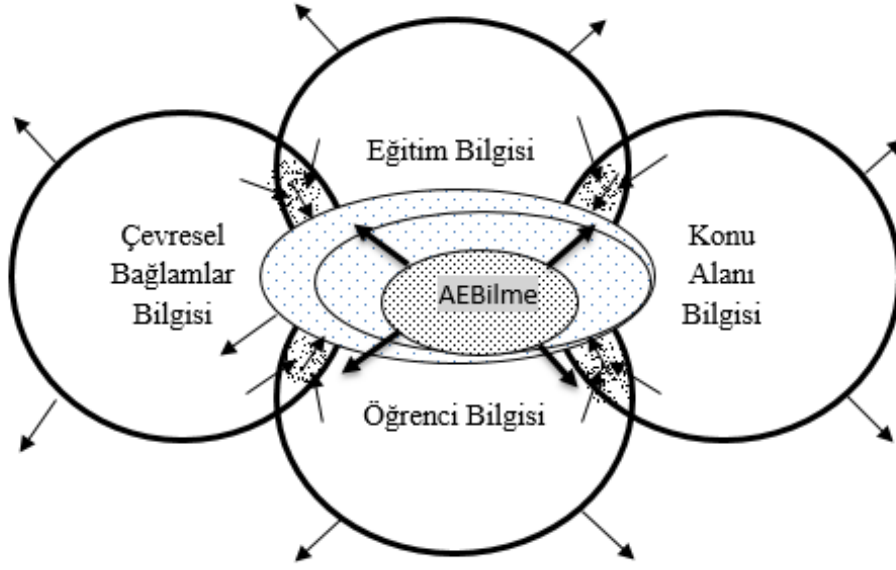 Eğitim Bilgisi
Çevresel
Bağlamlar
Bilgisi
AEBilme
Konu
Alanı
Bilgisi
Öğrenci Bilgisi